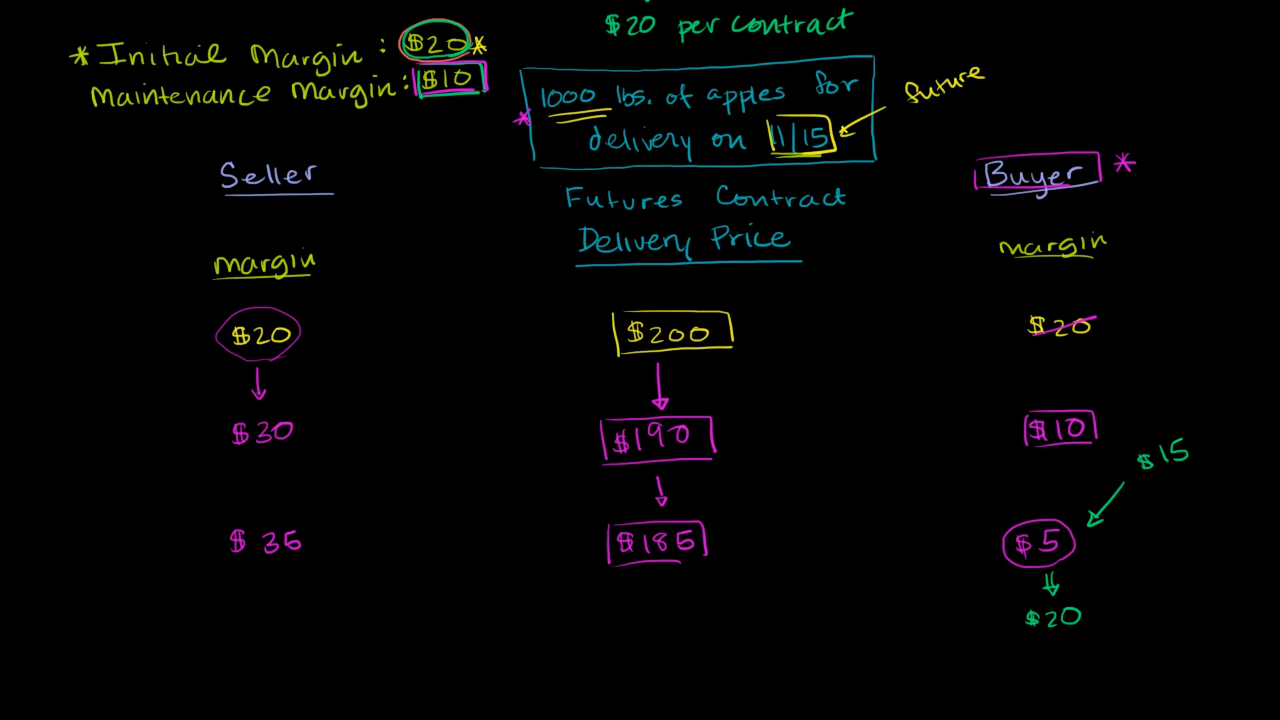 $20 per contract
* Initial Margin: $20*
Maintenance Margin: $10
1000 lbs. of apples for
delivery on 11/15
future
*
Seller
Buyer *
Futures Contract
Delivery Price
margin
margin
$20
$200
$20
$30
$190
$10
$15
$35
$185
$5
$20